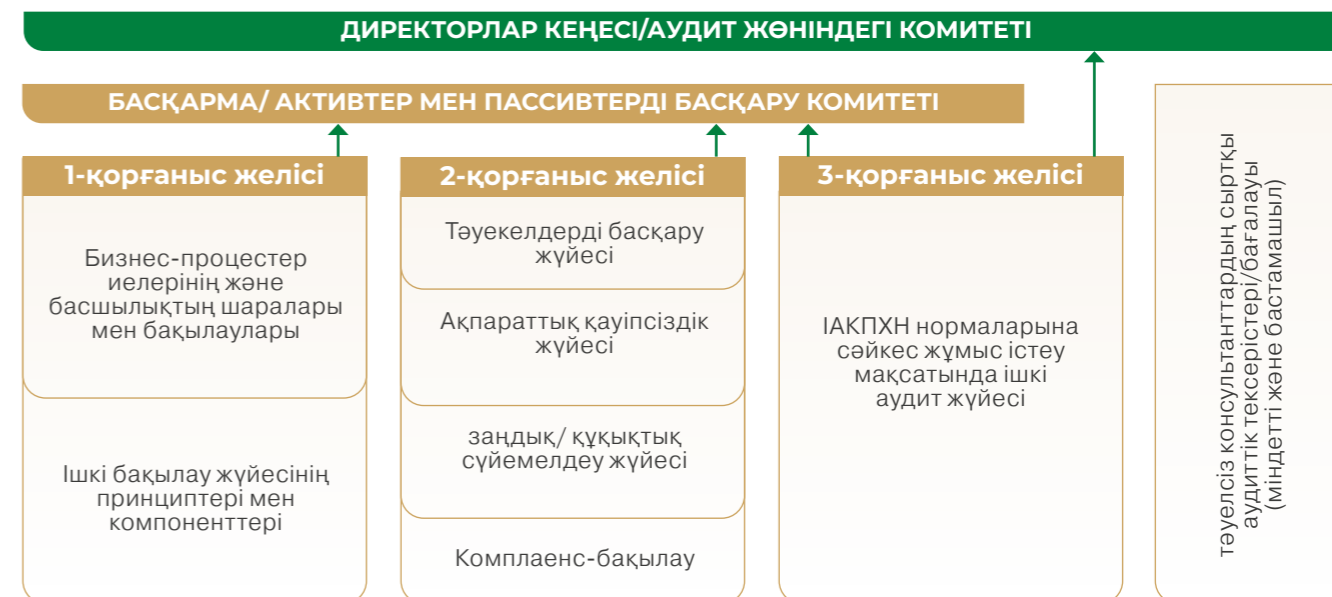 ДИРЕКТОРЛАР КЕҢЕСІ/АУДИТ ЖӨНІНДЕГІ КОМИТЕТІ
БАСҚАРМА/ АКТИВТЕР МЕН ПАССИВТЕРДІ БАСҚАРУ КОМИТЕТІ
1-қорғаныс желісі
Бизнес-процестер
иелерінің және
басшылықтың шаралары
мен бақылаулары
Ішкі бақылау жүйесінің
принциптері мен
компоненттері
2-қорғаныс желісі
Тәуекелдерді басқару
жүйесі
Ақпараттық қауіпсіздік
жүйесі
заңдық/ құқықтық
сүйемелдеу жүйесі
Комплаенс-бақылау
3-қорғаныс желісі
ІАКПХН нормаларына
сәйкес жұмыс істеу
мақсатында ішкі
аудит жүйесі
тәуелсіз консультанттардың сыртқы
аудиттік тексерістері/бағалауы
(міндетті және бастамашыл)